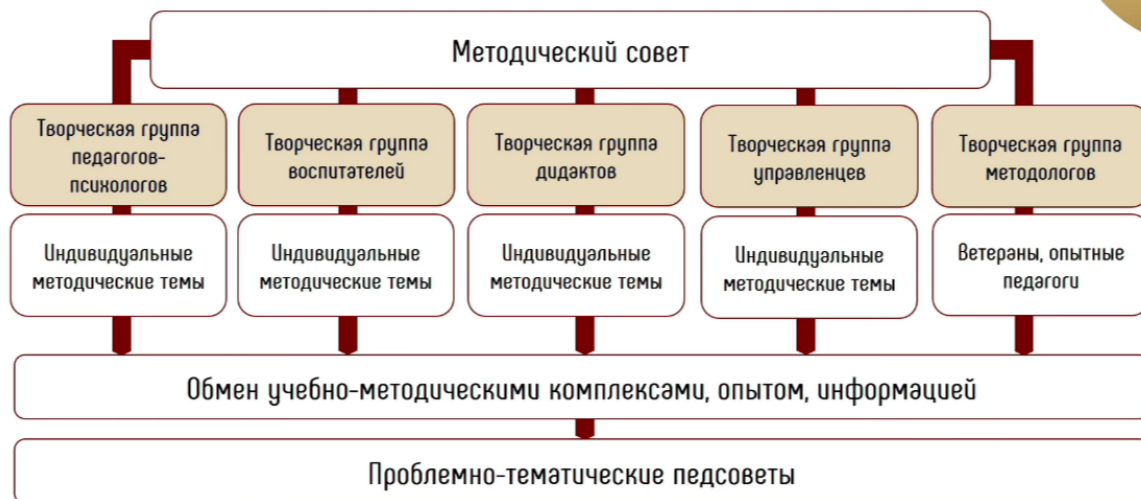 Методический совет
Творческая группа
педагогов-
психологов
Творческая группа
воспитателей
Творческая группа
дидактов
Творческая группа
управленцев
Творческая группа
методологов
Индивидуальные
методические темы
Индивидуальные
методические темы
Индивидуальные
методические темы
Индивидуальные
методические темы
Ветераны, опытные
педагоги
Обмен учебно-методическими комплексами, опытом, информацией
Проблемно-тематические педсоветы